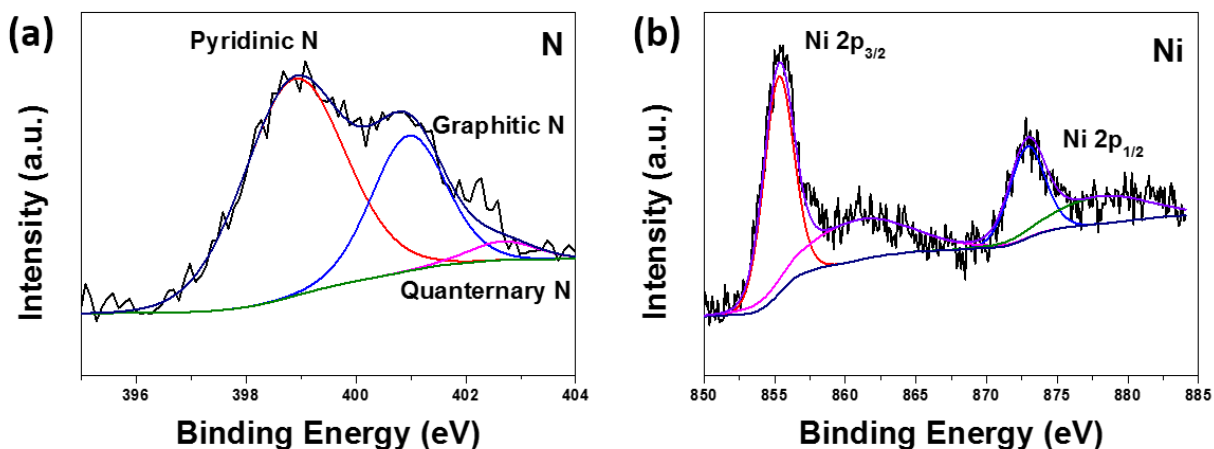 (a)
N
Pyridinic N
Graphitic N
Quanternary N
Intensity (a.u.)
396 398 400 402 404
Binding Energy (eV)
(b)
Ni
Ni 2p3/2
Ni 2p1/2
Intensity (a.u.)
850 855 860 865 870 875 880 885
Binding Energy (eV)